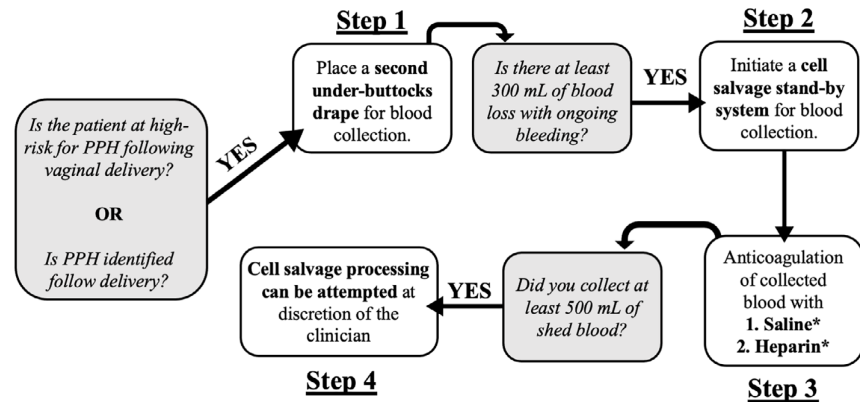 Is the patient at high-
risk for PPH following
vaginal delivery?
OR
Is PPH identified
follow delivery?
YES
Step 1
Place a second
under-buttocks
drape for blood
collection.
Is there at least
300 mL of blood
loss with ongoing
bleeding?
YES
Step 2
Initiate a cell
salvage stand-by
system for blood
collection.
Anticoagulation
of collected
blood with
1. Saline*
2. Heparin*
Step 3
Did you collect at
least 500 mL of
shed blood?
YES
Cell salvage processing
can be attempted at
discretion of the
clinician
Step 4